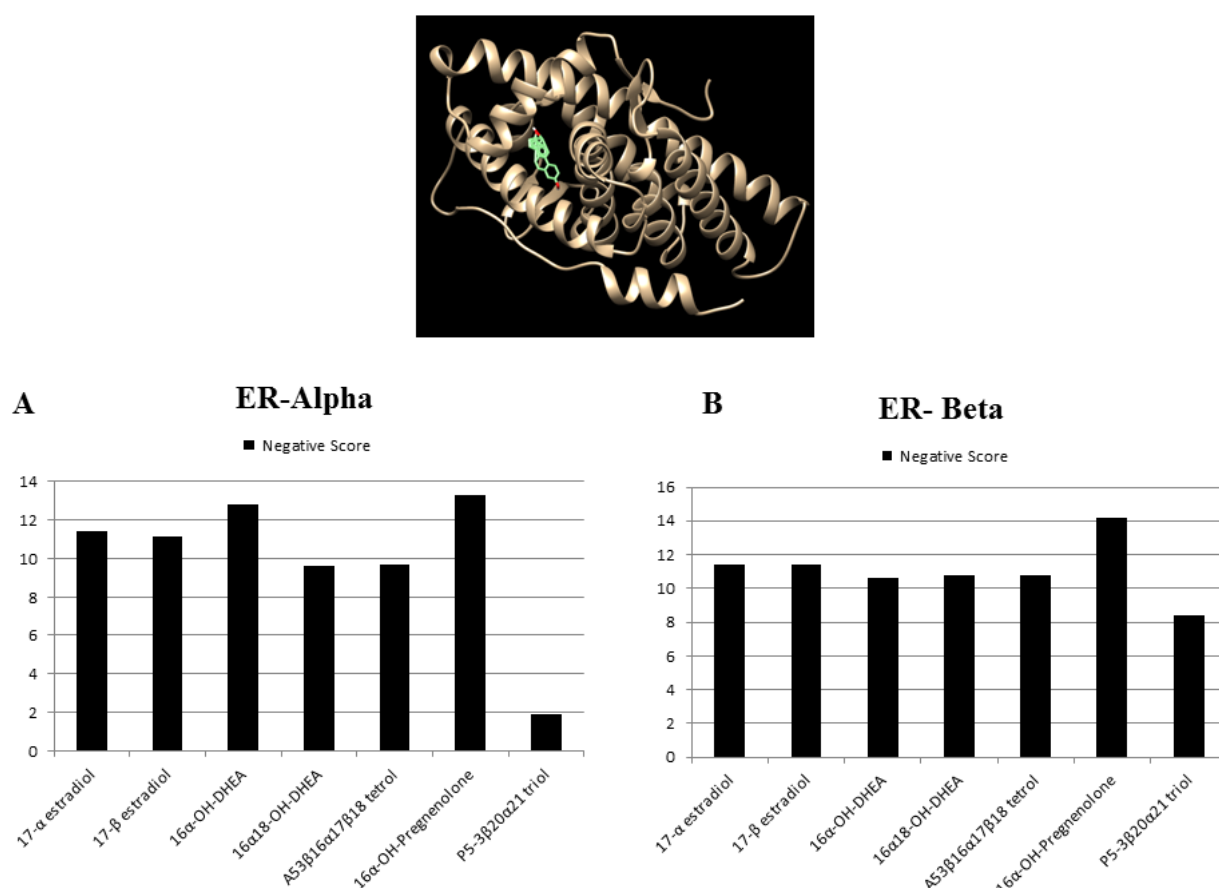 A
ER-Alpha
Negative Score
14
12
10
8
6
4
2
0
17-α estradiol
17-β estradiol
16α-OH-DHEA
16α18-OH-DHEA
A53β16α17β18 tetrol
16α-OH-Pregnenolone
P5-3β20α21 triol
B
ER- Beta
Negative Score
16
14
12
10
8
6
4
2
0
17-α estradiol
17-β estradiol
16α-OH-DHEA
16α18-OH-DHEA
A53β16α17β18 tetrol
16α-OH-Pregnenolone
P5-3β20α21 triol